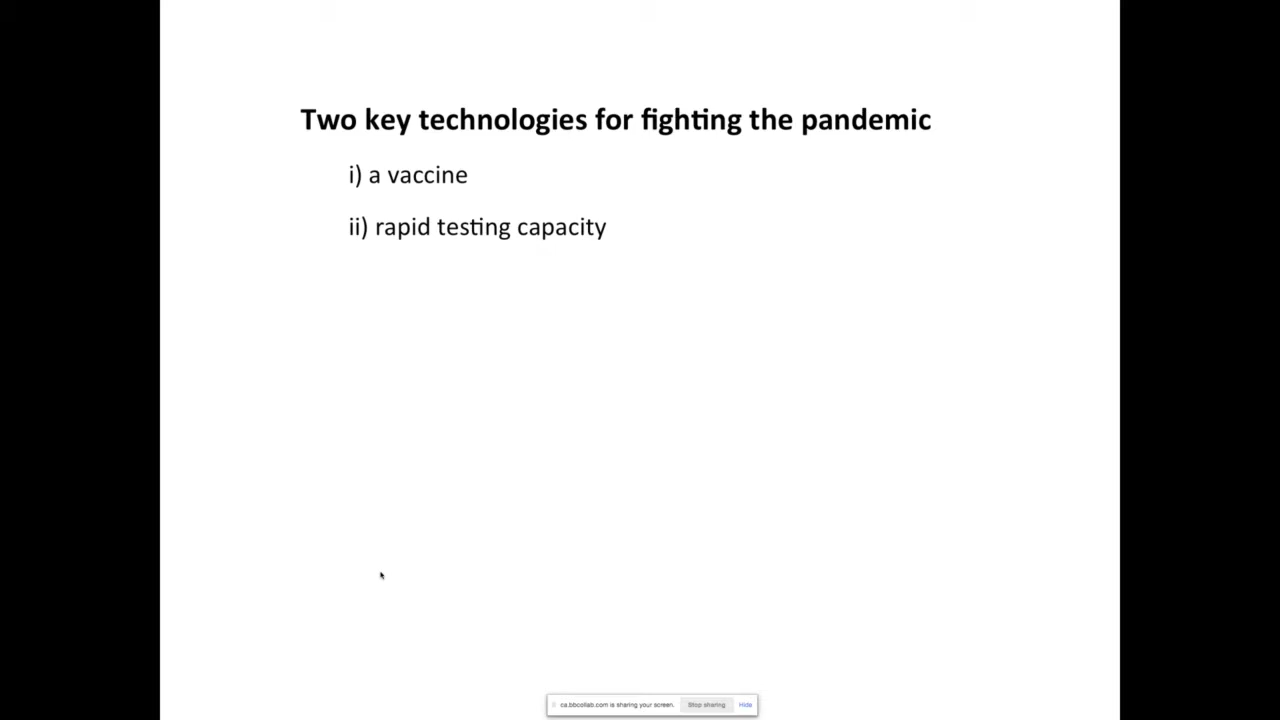 Two key technologies for fighting the pandemic
i) a vaccine
ii) rapid testing capacity
ca.bbcollab.com is sharing your screen. Stop sharing Hide